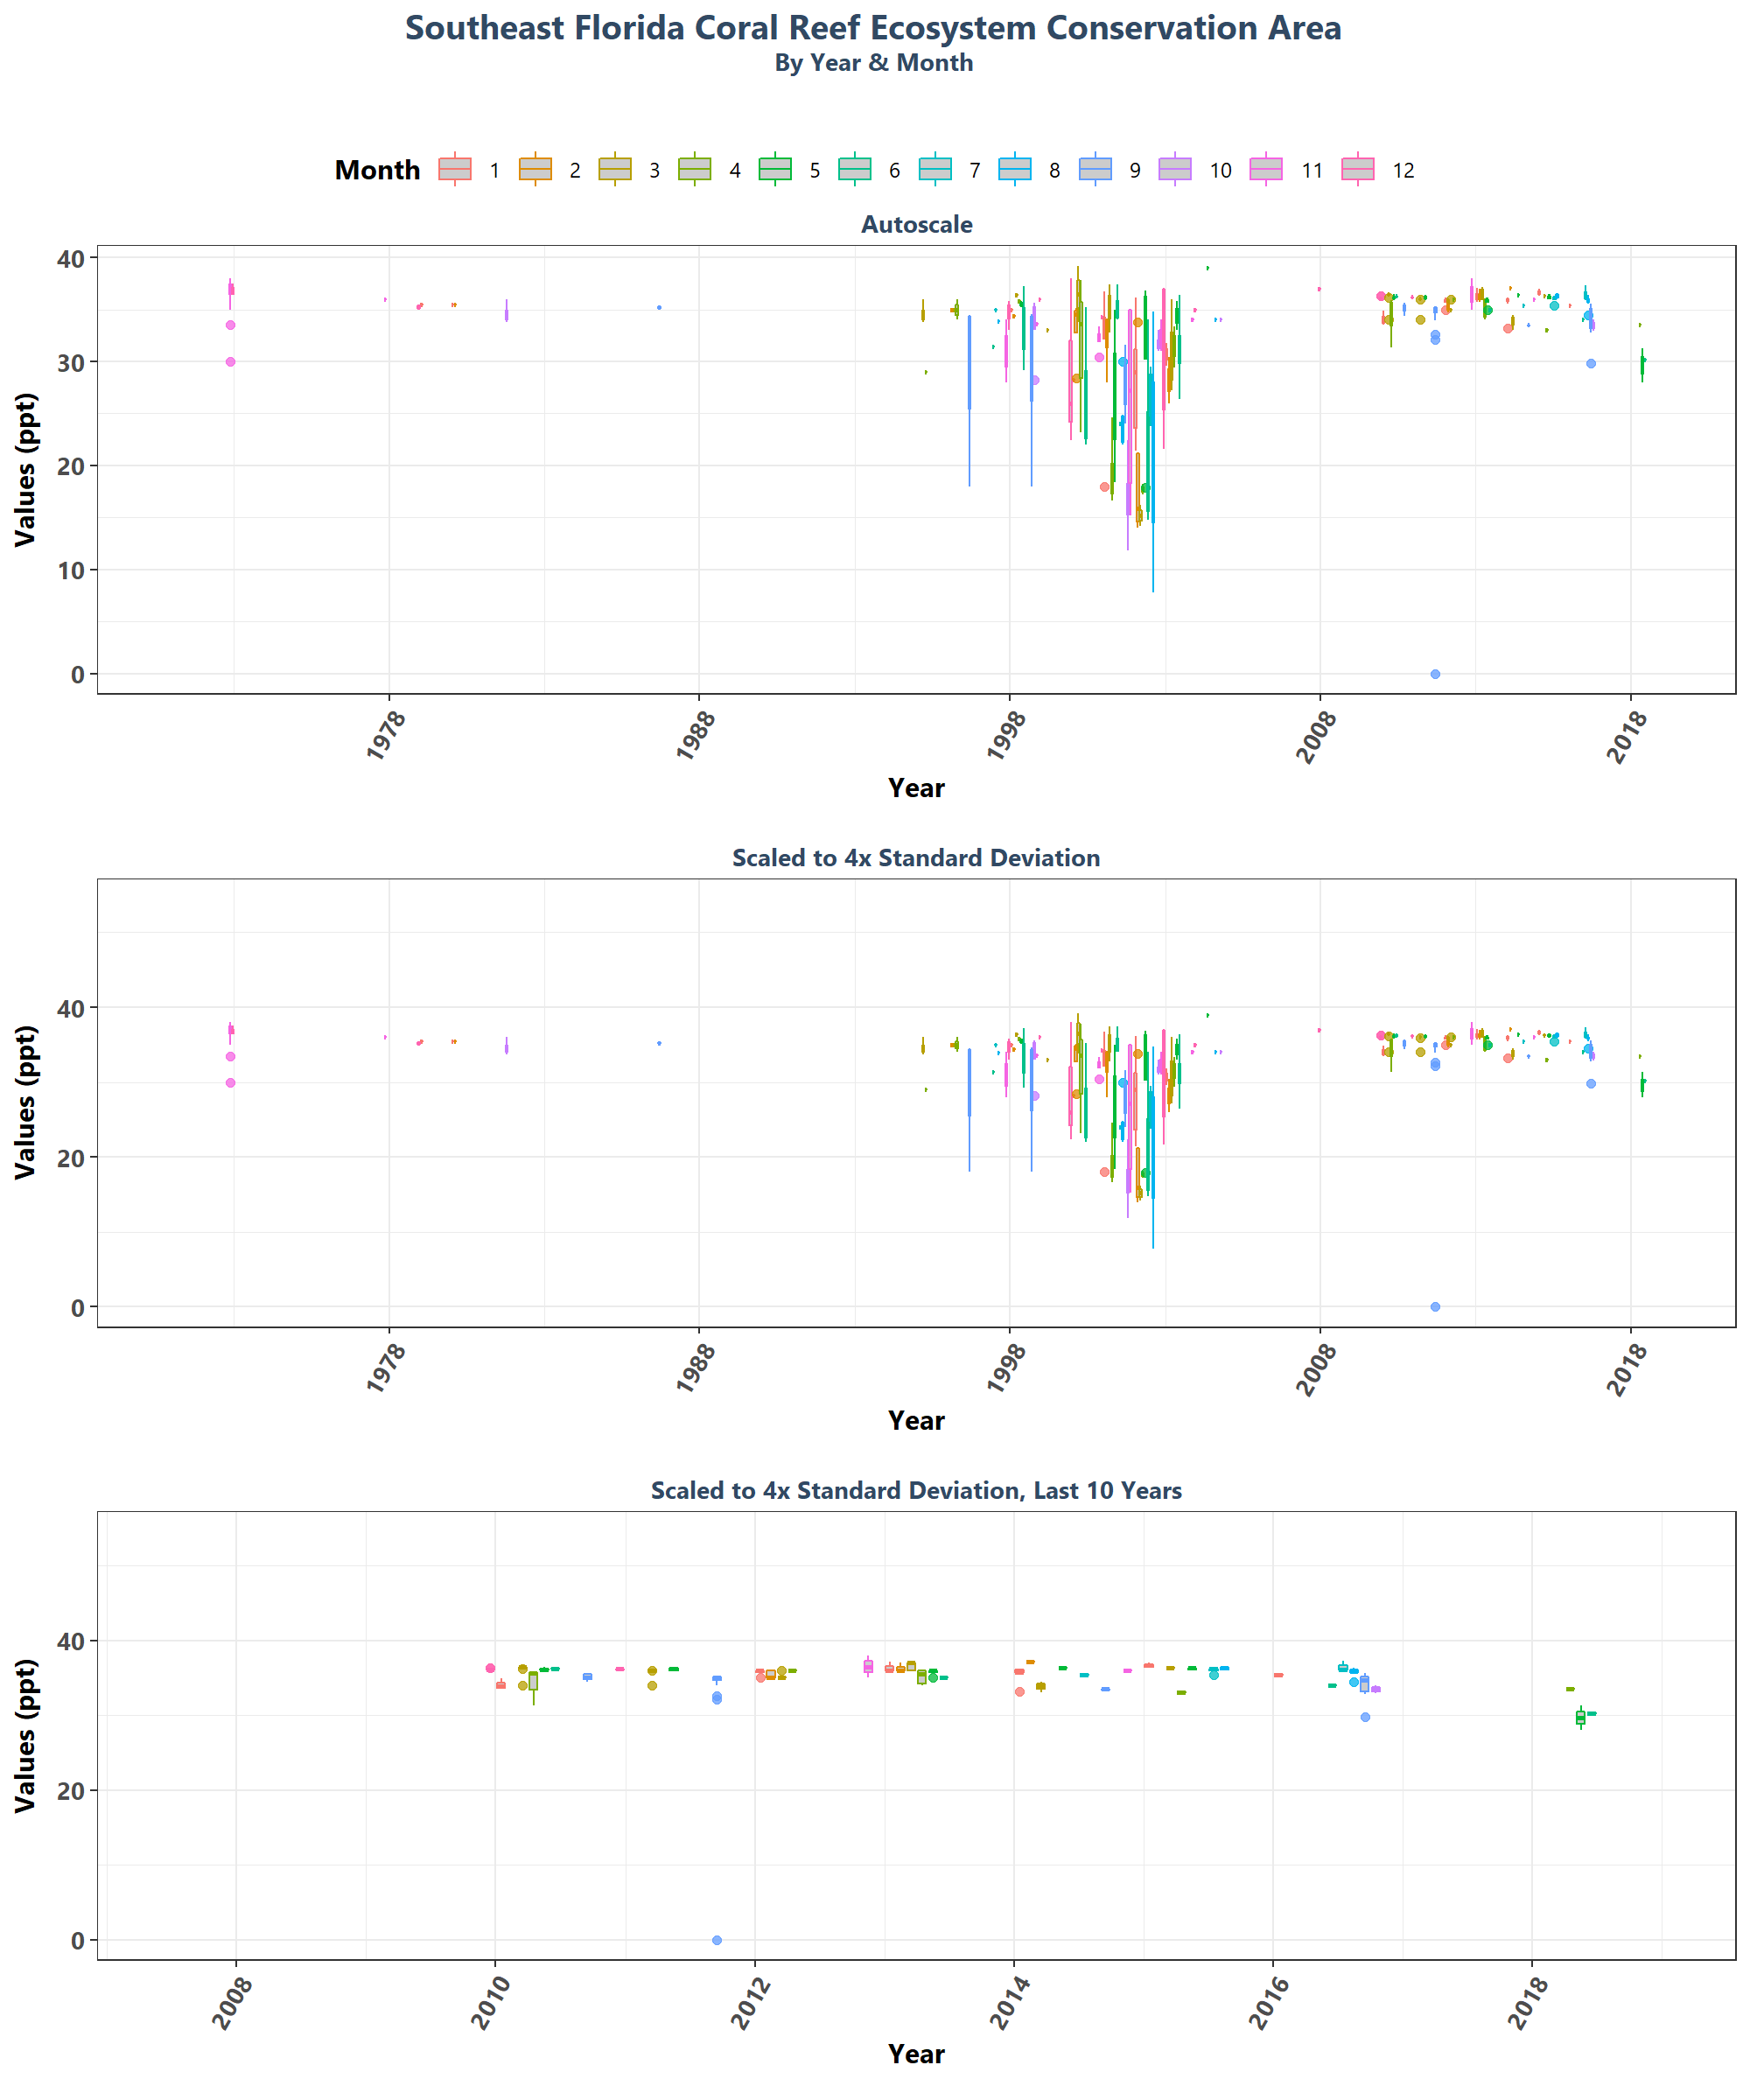 Southeast Florida Coral Reef Ecosystem Conservation Area
By Year & Month
Month 1 2 3 4 5 6 7 8 9 10 11 12
Autoscale
Values (ppt)
40
30
20
10
0
1978 1988 1998 2008 2018
Year
Scaled to 4x Standard Deviation
Values (ppt)
40
20
0
1978 1988 1998 2008 2018
Year
Scaled to 4x Standard Deviation, Last 10 Years
Values (ppt)
40
20
0
2008 2010 2012 2014 2016 2018
Year